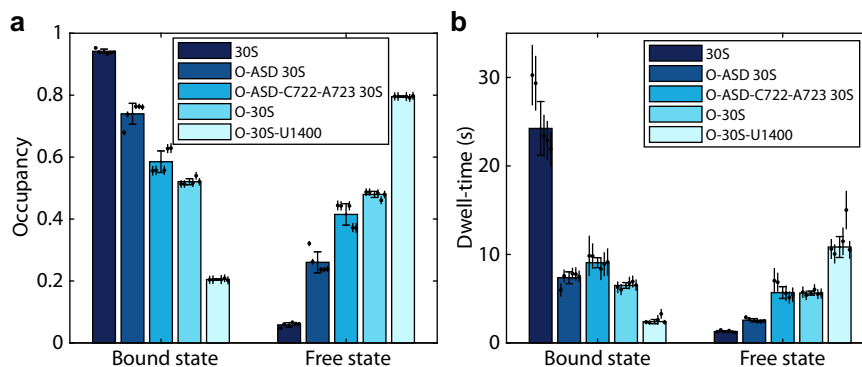 a
Occupancy
1
0.8
0.6
0.4
0.2
0
30S
O-ASD 30S
O-ASD-C722-A723 30S
O-30S
O-30S-U1400
Bound state
Free state
b
Dwell-time (s)
30
20
10
0
30S
O-ASD 30S
O-ASD-C722-A723 30S
O-30S
O-30S-U1400
Bound state
Free state